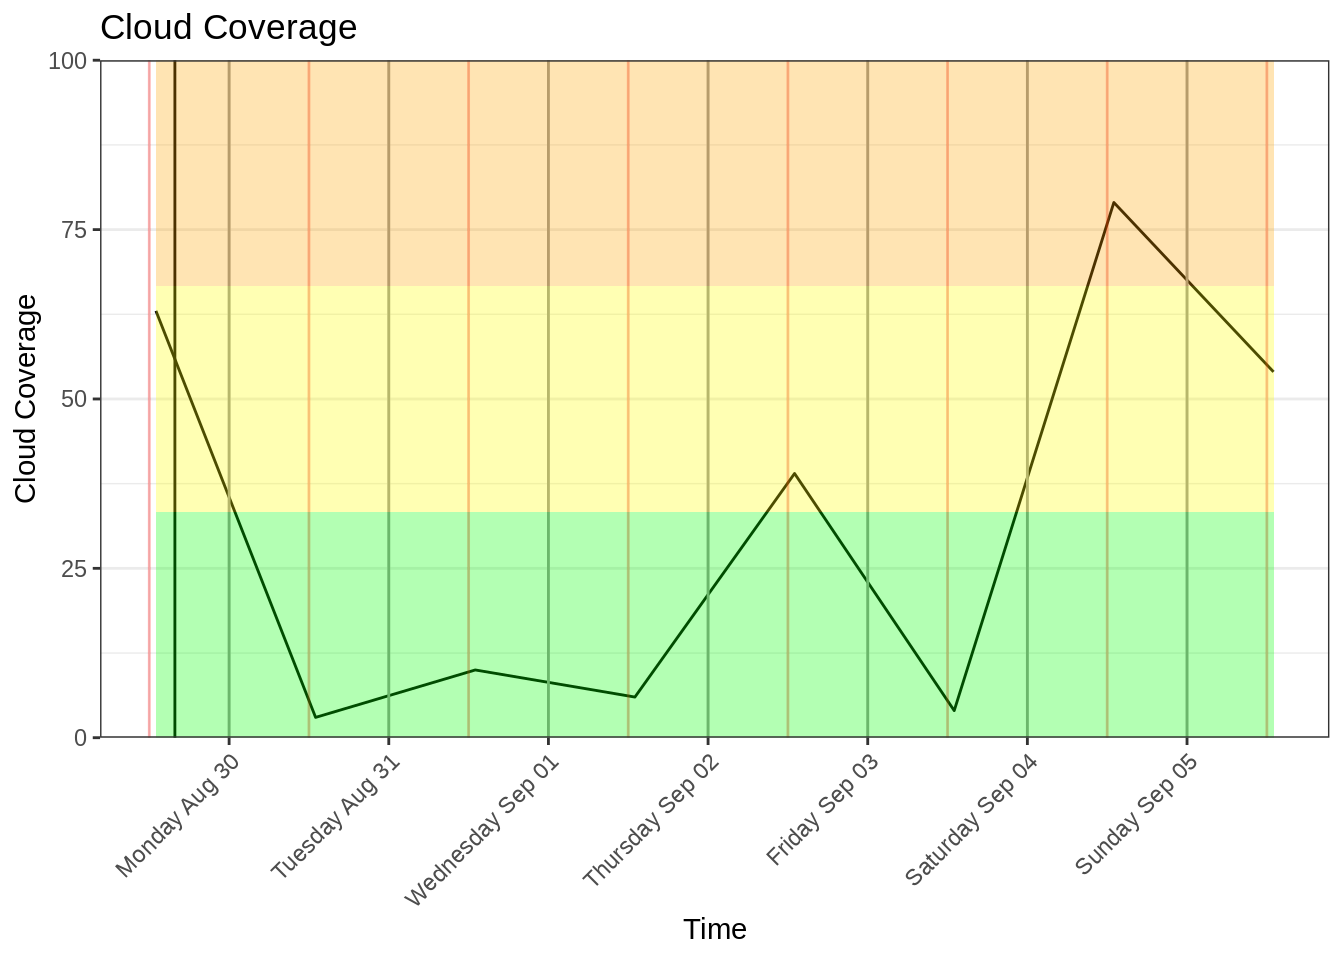 Cloud Coverage
100
75
50
25
0
Cloud Coverage
Monday Aug 30
Tuesday Aug 31
Wednesday Sep 01
Thursday Sep 02
Friday Sep 03
Saturday Sep 04
Sunday Sep 05
Time